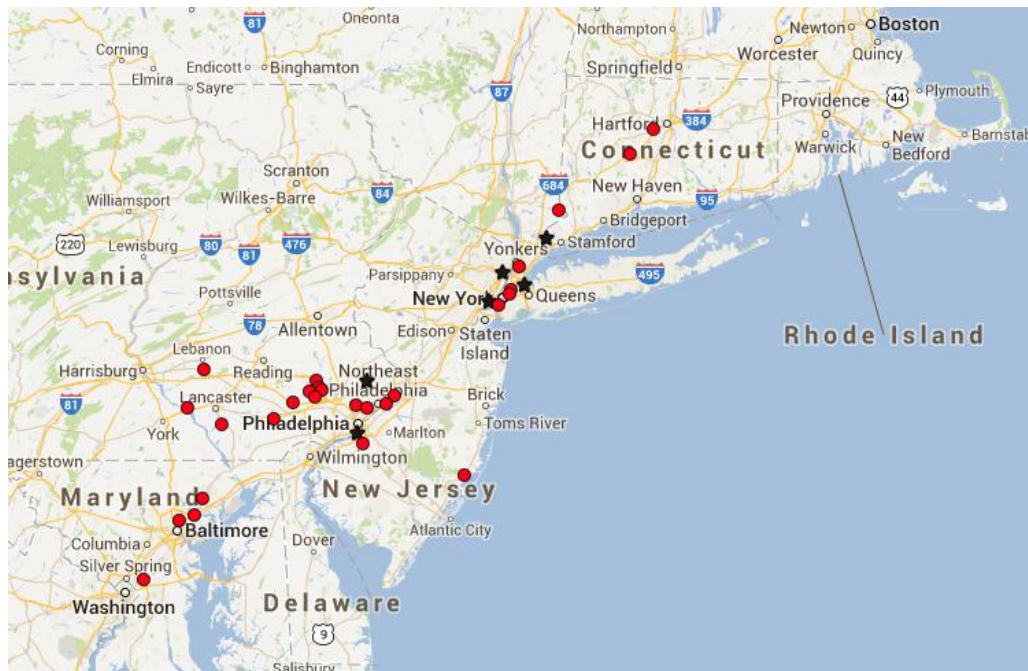 Oneonta
Boston
Corning
81
Northampton
Newton
Worcester
Quincy
Elmira
Endicott
Binghamton
Springfield
Sayre
87
44
Plymouth
Providence
Hartford
384
Connecticut
Warwick
New
Bedford
Barnstab
Scranton
84
684
New Haven
95
Williamsport
Wilkes-Barre
Bridgeport
220
Lewisburg
80
81
476
Yonkers
Stamford
nsylvania
Parsippany
495
Pottsville
New York
Queens
78
Allentown
Edison
Staten
Island
Rhode Island
Lebanon
Harrisburg
Reading
Northeast
Philadelphia
81
Lancaster
Brick
York
Philadelphia
Marlton
Toms River
agerstown
Wilmington
Maryland
New Jersey
Baltimore
Atlantic City
Columbia
Dover
Silver Spring
Washington
Delaware
9
Salisbury